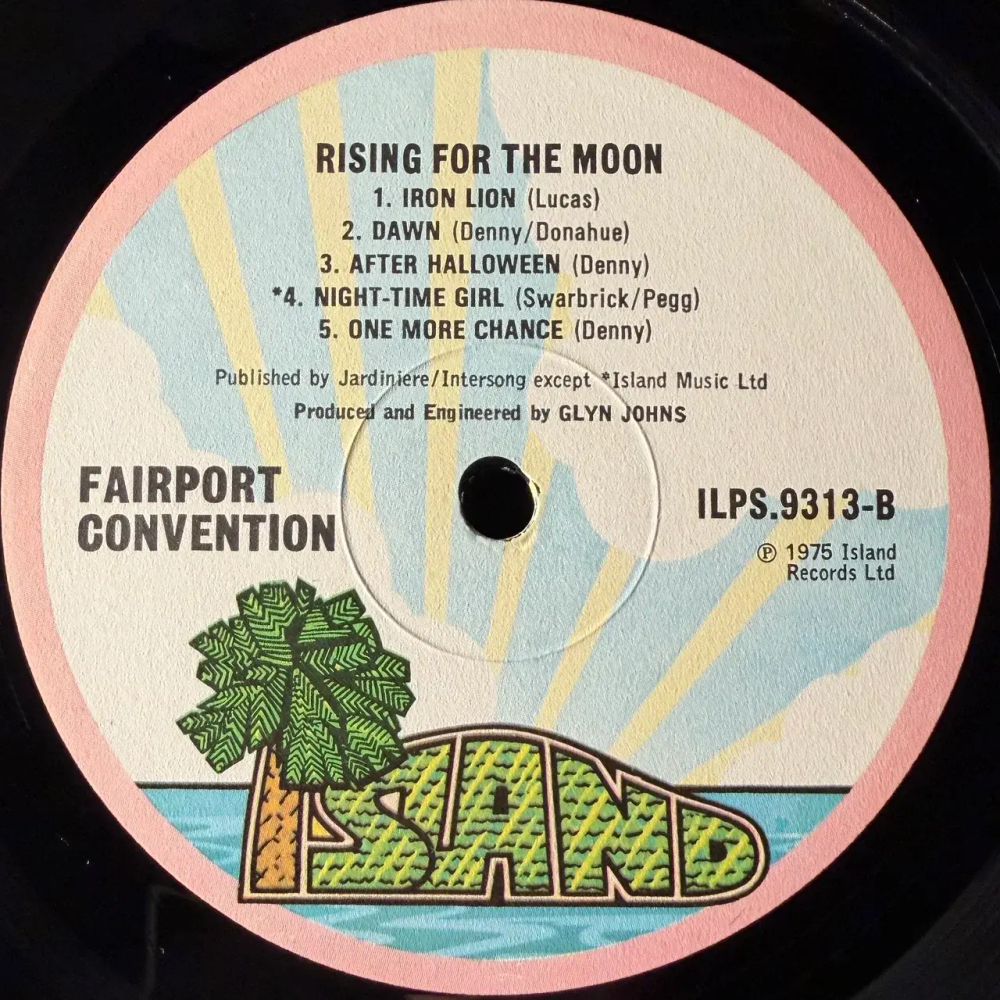 RISING FOR THE MOON
1. IRON LION (Lucas)
2. DAWN (Denny/Donahue)
3. AFTER HALLOWEEN (Denny)
*4. NIGHT-TIME GIRL (Swarbrick/Pegg)
5. ONE MORE CHANCE (Denny)
Published by Jardiniere/Intersong except *Island Music Ltd
Produced and Engineered by GLYN JOHNS
FAIRPORT
CONVENTION
ILPS.9313-B
℗ 1975 Island
Records Ltd
ISLAND